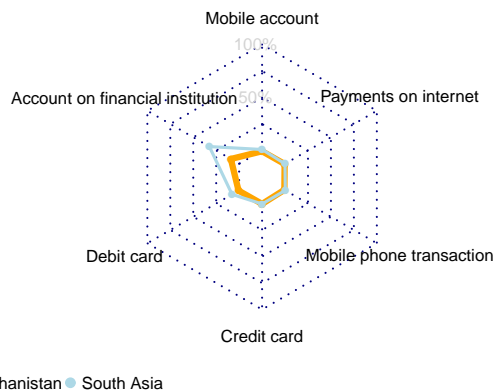 Mobile account
100%
Account on financial institution
50%
Payments on internet
Debit card
Mobile phone transaction
Credit card
hanistan South Asia